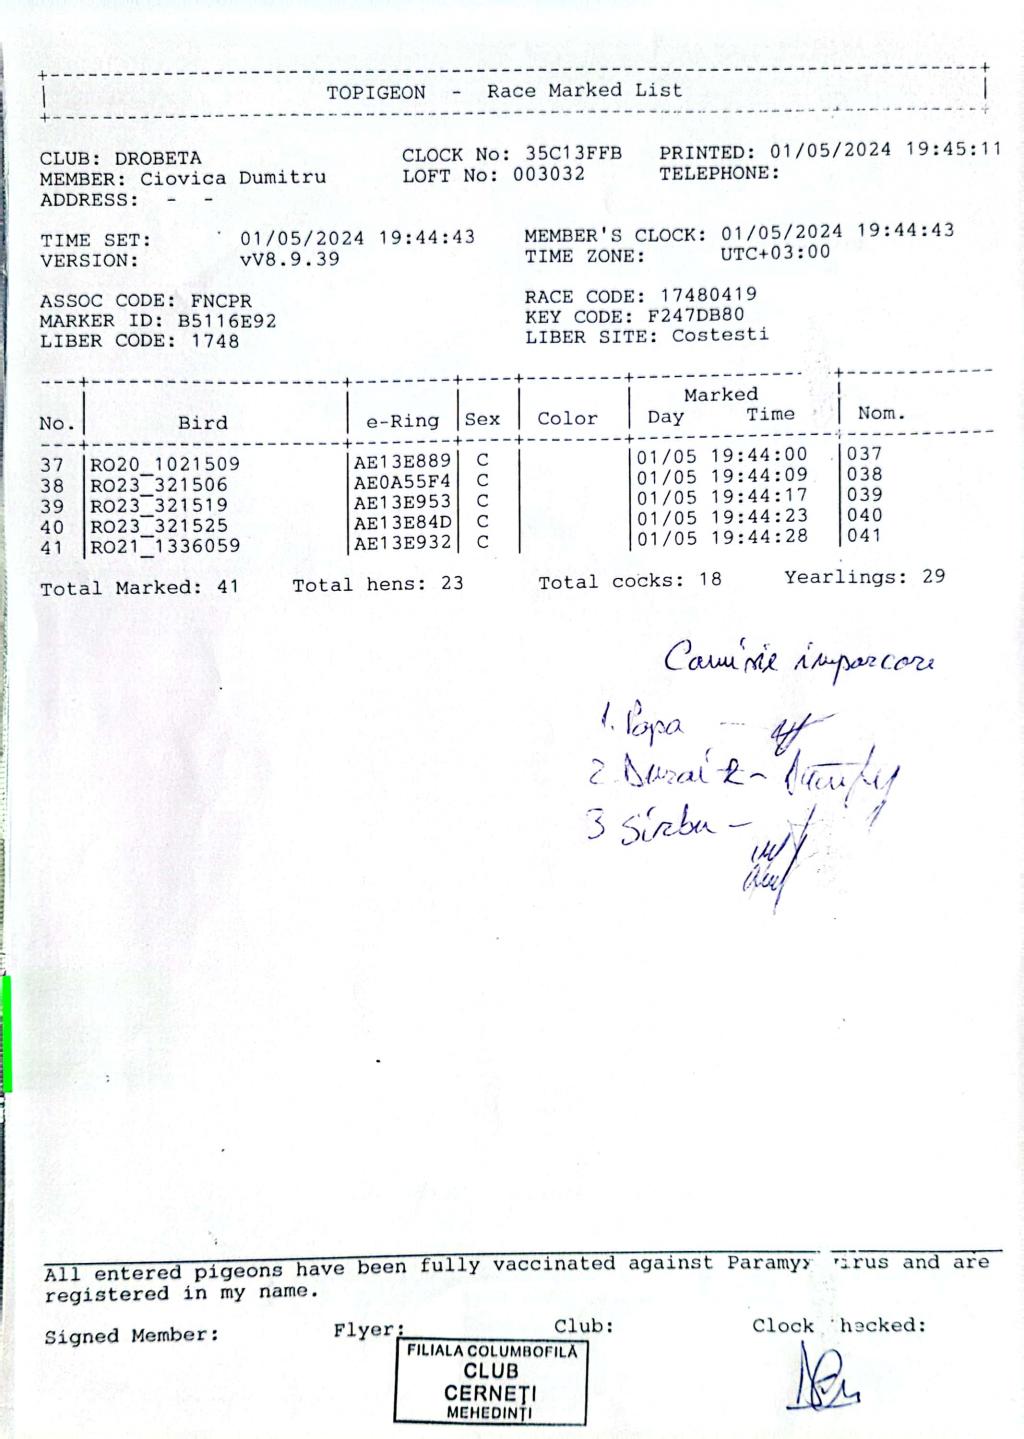 TOPIGEON - Race Marked List
CLUB: DROBETA CLOCK No: 35C13FFB PRINTED: 01/05/2024 19:45:11
MEMBER: Ciovica Dumitru LOFT No: 003032 TELEPHONE:
ADDRESS: - -
TIME SET: 01/05/2024 19:44:43 MEMBER'S CLOCK: 01/05/2024 19:44:43
VERSION: vV8.9.39 TIME ZONE: UTC+03:00
ASSOC CODE: FNCPR RACE CODE: 17480419
MARKER ID: B5116E92 KEY CODE: F247DB80
LIBER CODE: 1748 LIBER SITE: Costesti
Marked
No. Bird e-Ring Sex Color Day Time Nom.
37 RO20_1021509 AE13E889 C 01/05 19:44:00 037
38 RO23_321506 AE0A55F4 C 01/05 19:44:09 038
39 RO23_321519 AE13E953 C 01/05 19:44:17 039
40 RO23_321525 AE13E84D C 01/05 19:44:23 040
41 RO21_1336059 AE13E932 C 01/05 19:44:28 041
Total Marked: 41 Total hens: 23 Total cocks: 18 Yearlings: 29
1. Popa -
2
3 Sîrbu -
All entered pigeons have been fully vaccinated against and are
registered in my name.
Signed Member: Flyer: Club: Clock hecked:
FILIALA COLUMBOFILĂ
CLUB
CERNEŢI
MEHEDINŢI